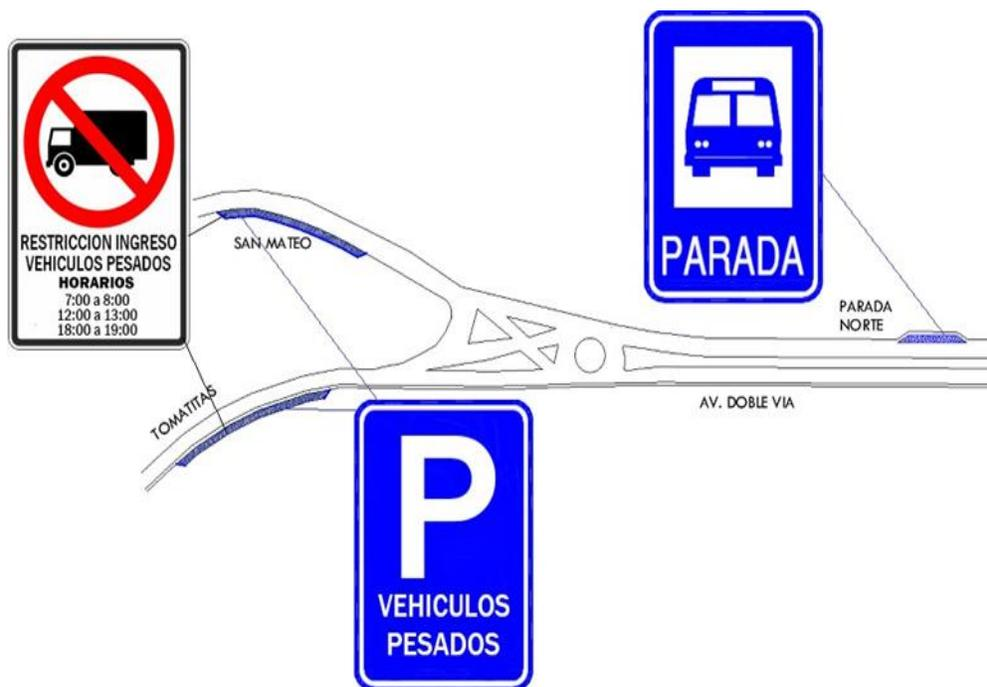 RESTRICCION INGRESO
VEHICULOS PESADOS
HORARIOS
7:00 a 8:00
12:00 a 13:00
18:00 a 19:00
SAN MATEO
PARADA
PARADA
NORTE
TOMATITAS
AV. DOBLE VIA
P
VEHICULOS
PESADOS